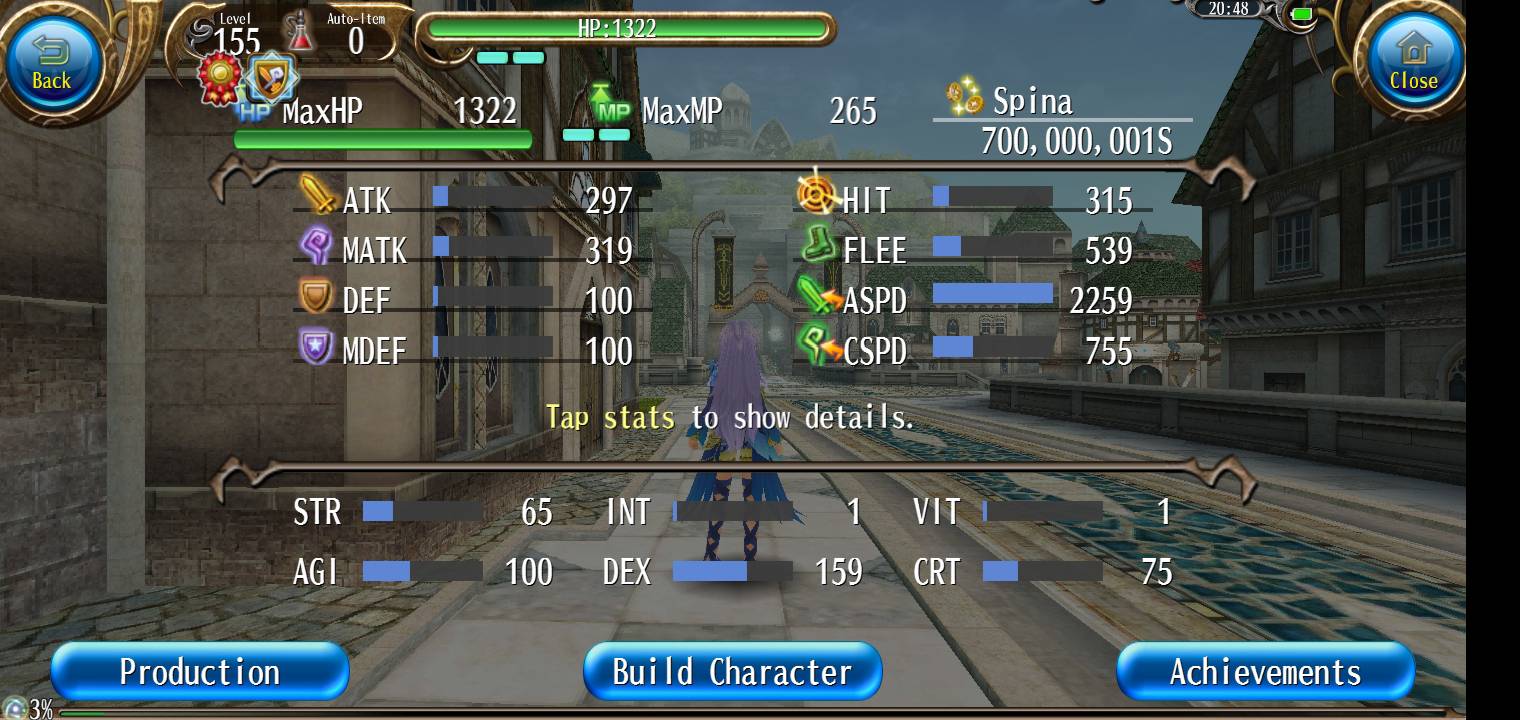 Back
Level
155
Auto-Item
0
HP:1322
20:48
Close
HP MaxHP 1322
MP MaxMP 265
Spina
700,000,001S
ATK 297
HIT 315
MATK 319
FLEE 539
DEF 100
ASPD 2259
MDEF 100
CSPD 755
Tap stats to show details.
STR 65 INT 1 VIT 1
AGI 100 DEX 159 CRT 75
Production Build Character Achievements
3%